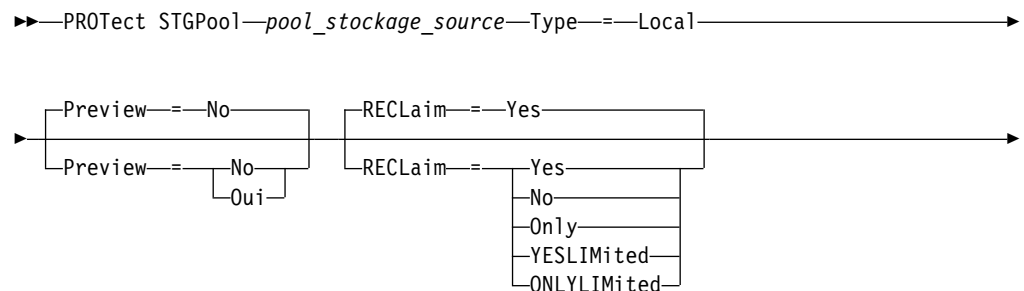 PROTect STGPool pool_stockage_source Type = Local
Preview = No RECLaim = Yes
Preview = No RECLaim = Yes
Oui No
Only
YESLIMited
ONLYLIMited